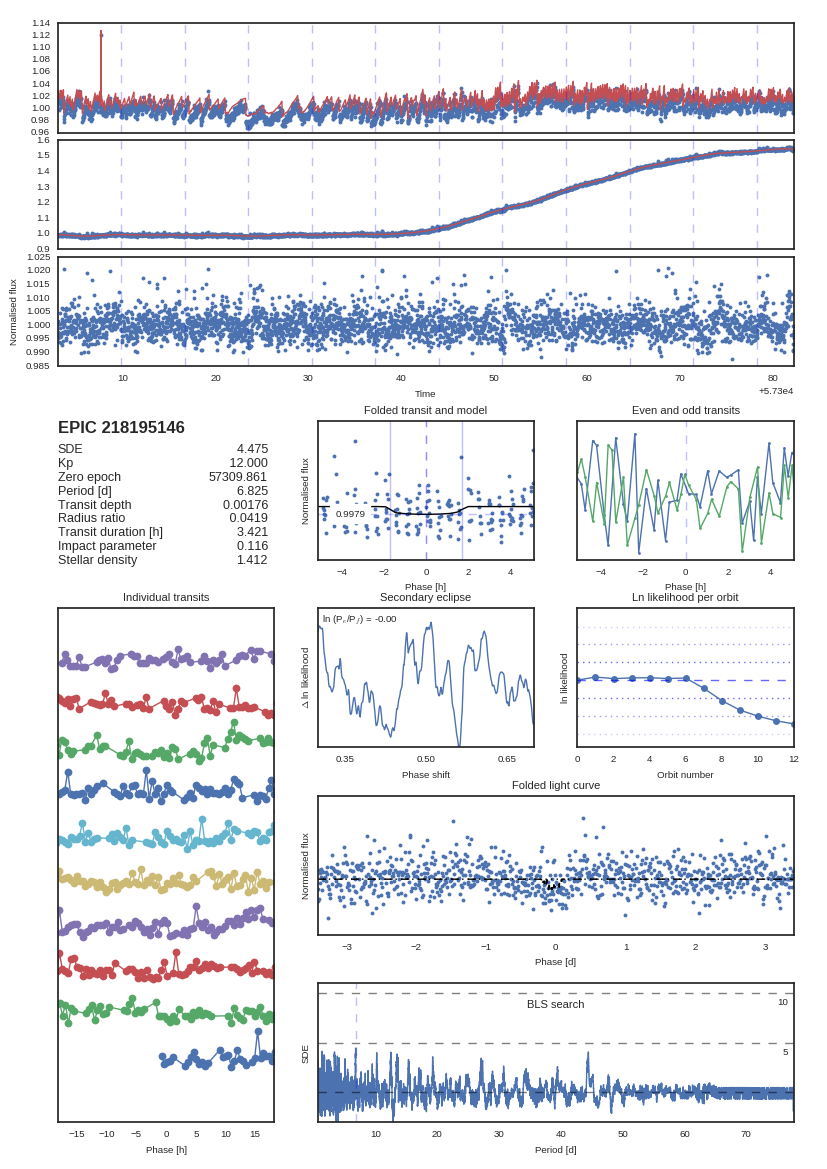 1.14
1.12
1.10
1.08
1.06
1.04
1.02
1.00
0.98
0.96
1.6
1.5
1.4
1.3
1.2
1.1
1.0
0.9
1.025
1.020
1.015
1.010
1.005
1.000
0.995
0.990
0.985
Normalised flux
10 20 30 40 50 60 70 80
Time
+5.73e4
EPIC 218195146
SDE 4.475
Kp 12.000
Zero epoch 57309.861
Period [d] 6.825
Transit depth 0.00176
Radius ratio 0.0419
Transit duration [h] 3.421
Impact parameter 0.116
Stellar density 1.412
Folded transit and model
Normalised flux
0.9979
−4 −2 0 2 4
Phase [h]
Even and odd transits
−4 −2 0 2 4
Phase [h]
Individual transits
−15 −10 −5 0 5 10 15
Phase [h]
Secondary eclipse
ln (Pₑ/P𝑓) = -0.00
Δ ln likelihood
0.35 0.50 0.65
Phase shift
Ln likelihood per orbit
ln likelihood
0 2 4 6 8 10 12
Orbit number
Folded light curve
Normalised flux
−3 −2 −1 0 1 2 3
Phase [d]
BLS search
10
5
SDE
10 20 30 40 50 60 70
Period [d]